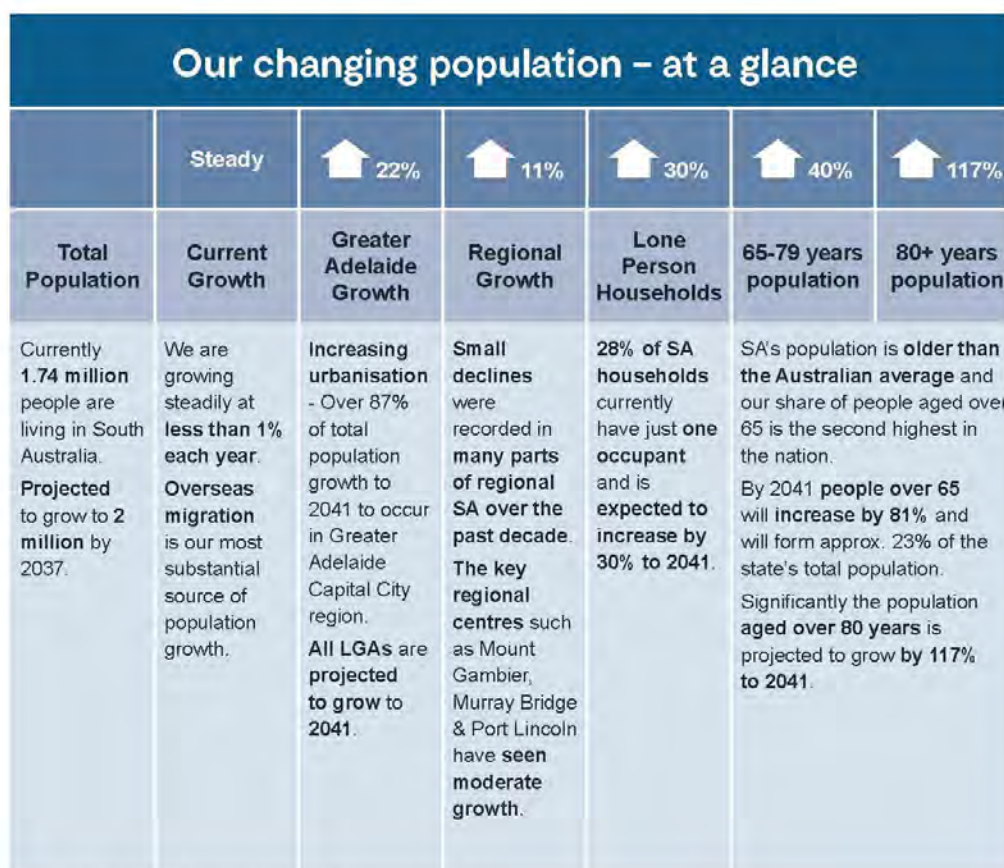 Our changing population – at a glance
Steady
22%
11%
30%
40%
117%
Total
Population
Current
Growth
Greater
Adelaide
Growth
Regional
Growth
Lone
Person
Households
65-79 years
population
80+ years
population
Currently
1.74 million
people are
living in South
Australia.
Projected
to grow to 2
million by
2037.
We are
growing
steadily at
less than 1%
each year.
Overseas
migration
is our most
substantial
source of
population
growth.
Increasing
urbanisation
- Over 87%
of total
population
growth to
2041 to occur
in Greater
Adelaide
Capital City
region.
All LGAs are
projected
to grow to
2041.
Small
declines
were
recorded in
many parts
of regional
SA over the
past decade.
The key
regional
centres such
as Mount
Gambier,
Murray Bridge
& Port Lincoln
have seen
moderate
growth.
28% of SA
households
currently
have just one
occupant
and is
expected to
increase by
30% to 2041.
SA's population is older than
the Australian average and
our share of people aged over
65 is the second highest in
the nation.
By 2041 people over 65
will increase by 81% and
will form approx. 23% of the
state's total population.
Significantly the population
aged over 80 years is
projected to grow by 117%
to 2041.